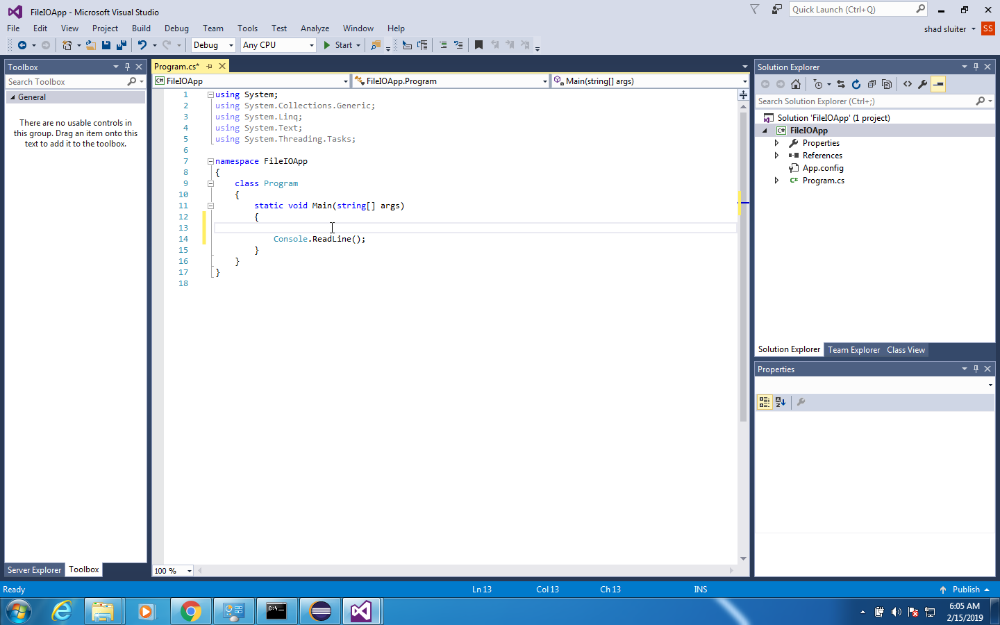 FileIOApp - Microsoft Visual Studio
Quick Launch (Ctrl+Q)
File Edit View Project Build Debug Team Tools Test Analyze Window Help
shad sluiter SS
Debug Any CPU Start
Toolbox
Search Toolbox
General
There are no usable controls in
this group. Drag an item onto this
text to add it to the toolbox.
Server Explorer Toolbox
Program.cs*
FileIOApp FileIOApp.Program Main(string[] args)
1 using System;
2 using System.Collections.Generic;
3 using System.Linq;
4 using System.Text;
5 using System.Threading.Tasks;
6
7 namespace FileIOApp
8 {
9 class Program
10 {
11 static void Main(string[] args)
12 {
13
14 Console.ReadLine();
15 }
16 }
17 }
18
100 %
Solution Explorer
Search Solution Explorer (Ctrl+;)
Solution 'FileIOApp' (1 project)
C# FileIOApp
Properties
References
App.config
C# Program.cs
Solution Explorer Team Explorer Class View
Properties
Ready Ln 13 Col 13 Ch 13 INS Publish
C:\
6:05 AM
2/15/2019